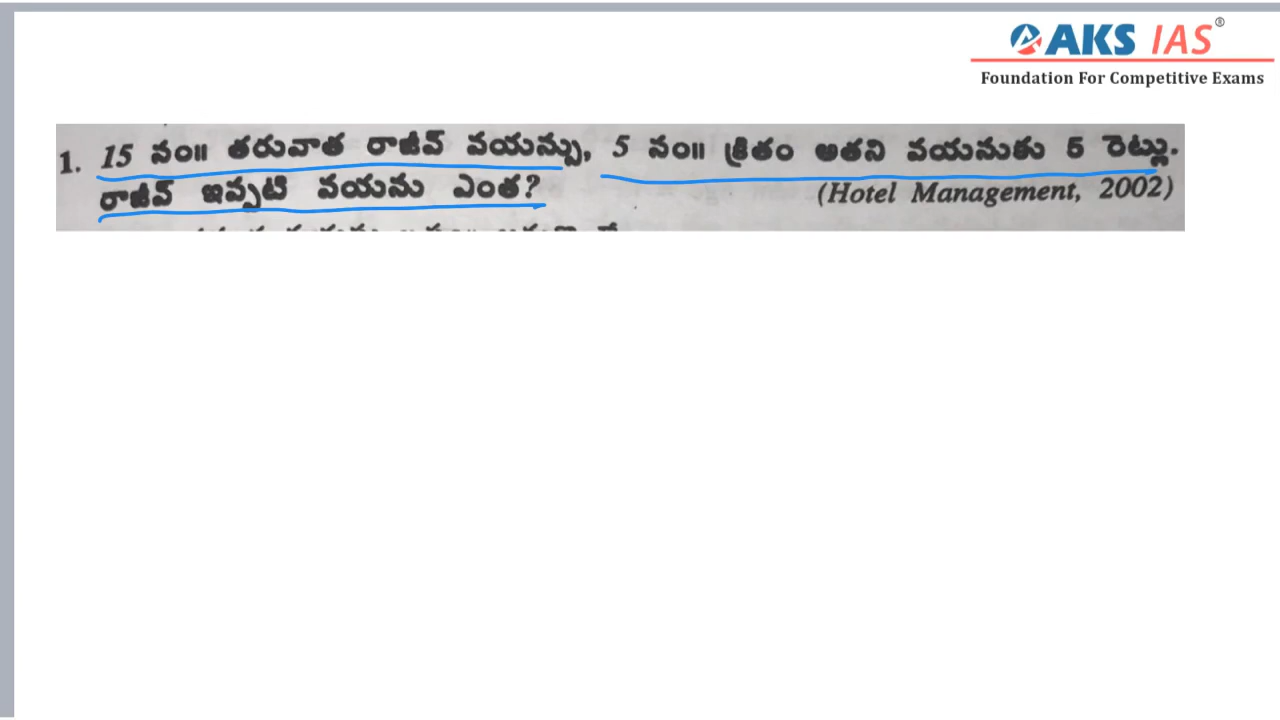 AKS IAS®
Foundation For Competitive Exams
1. 15 సం॥ తరువాత రాజీవ్ వయస్సు, 5 సం॥ క్రితం అతని వయసుకు 5 రెట్లు.
రాజీవ్ ఇప్పటి వయసు ఎంత? (Hotel Management, 2002)